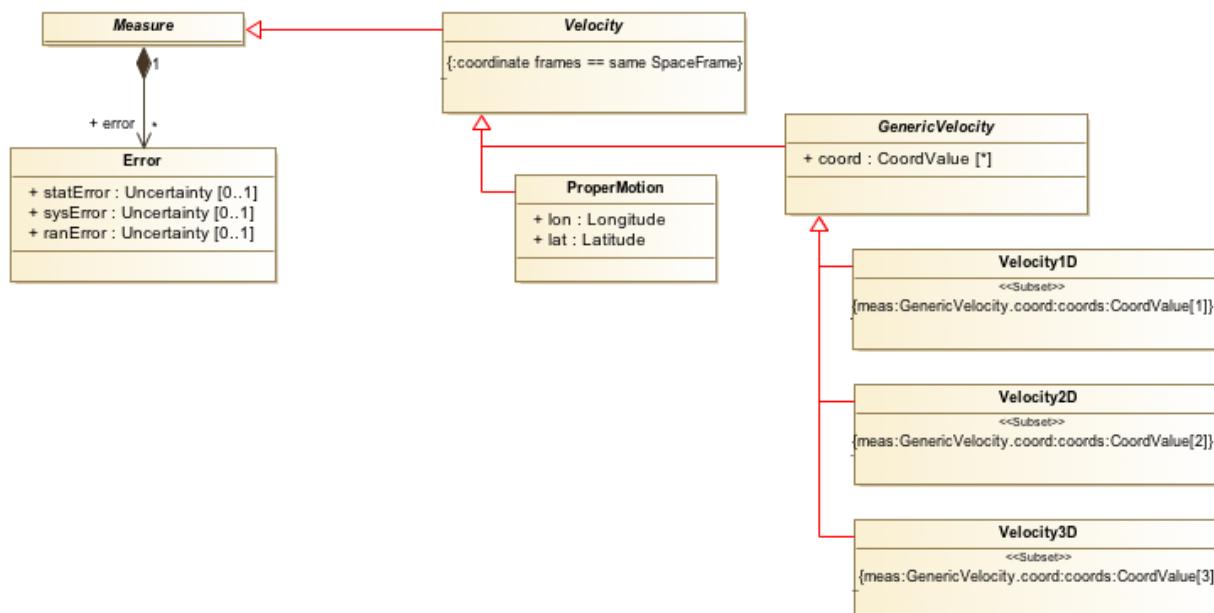 Measure
1
+ error
*
Error
+ statError : Uncertainty [0..1]
+ sysError : Uncertainty [0..1]
+ ranError : Uncertainty [0..1]
Velocity
{:coordinate frames == same SpaceFrame}
ProperMotion
+ lon : Longitude
+ lat : Latitude
GenericVelocity
+ coord : CoordValue [*]
Velocity1D
<<Subset>>
{meas:GenericVelocity.coord:coords:CoordValue[1]}
Velocity2D
<<Subset>>
{meas:GenericVelocity.coord:coords:CoordValue[2]}
Velocity3D
<<Subset>>
{meas:GenericVelocity.coord:coords:CoordValue[3]